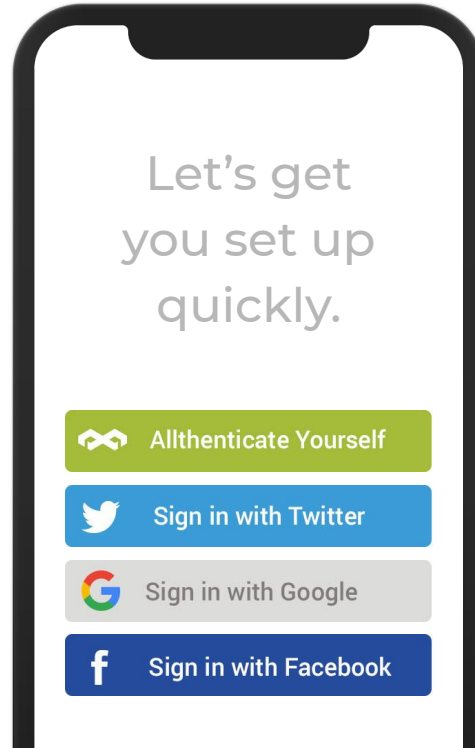 Let’s get
you set up
quickly.
Allthenticate Yourself
Sign in with Twitter
Sign in with Google
Sign in with Facebook